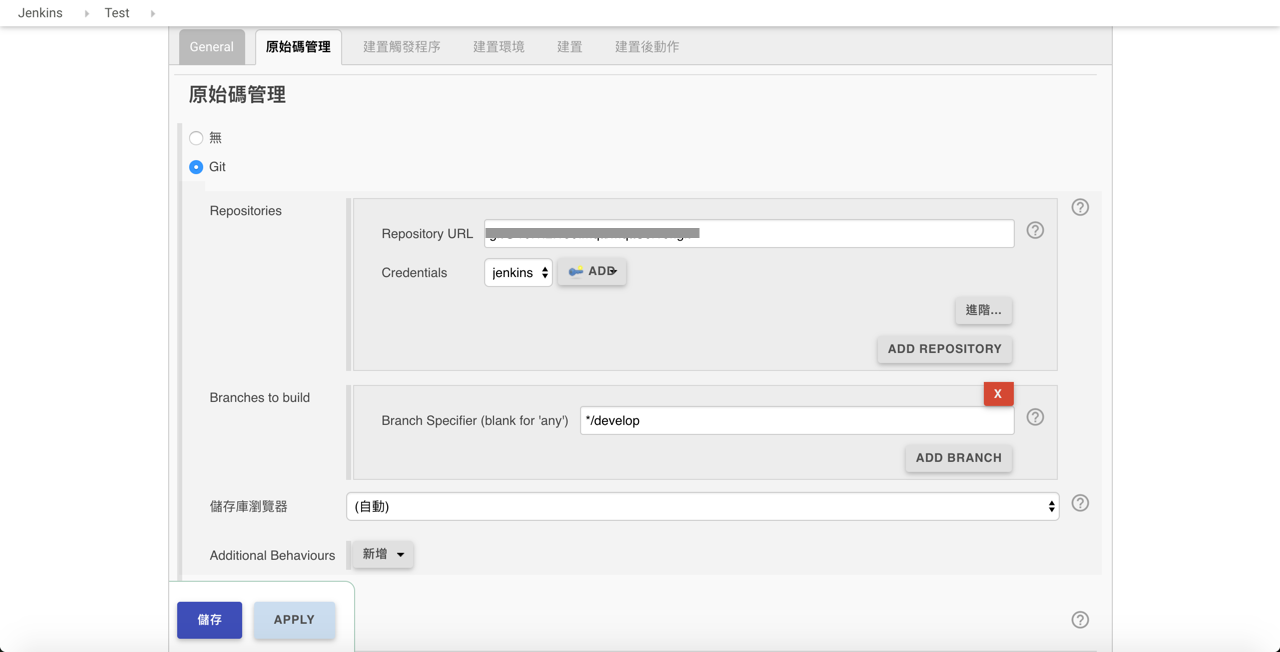 Jenkins Test
General 原始碼管理 建置觸發程序 建置環境 建置 建置後動作
原始碼管理
無
Git
Repositories
Repository URL
Credentials jenkins ADD
進階...
ADD REPOSITORY
Branches to build
X
Branch Specifier (blank for 'any') */develop
ADD BRANCH
儲存庫瀏覽器 (自動)
Additional Behaviours 新增
儲存 APPLY